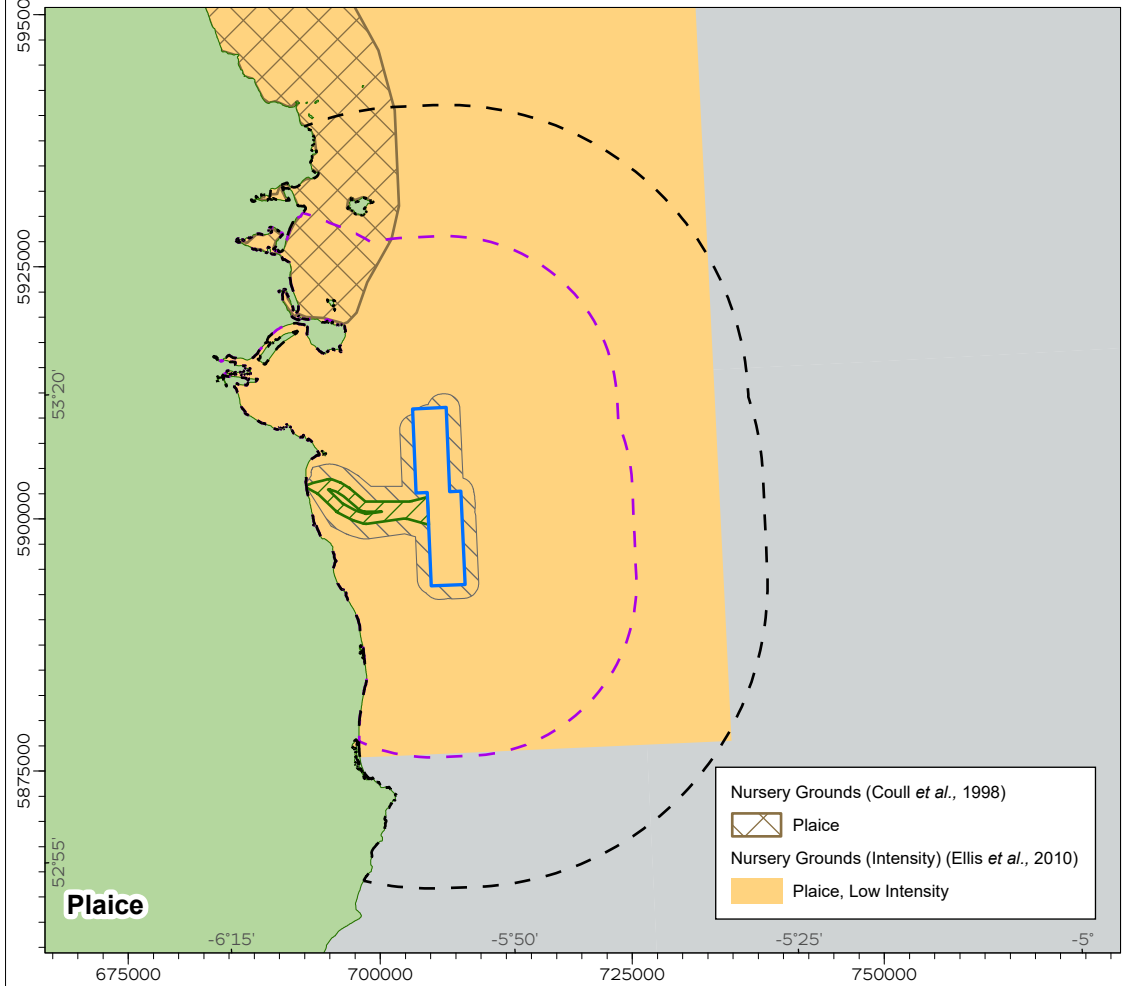 59500
5925000
53°20'
5900000
5875000
52°55'
Nursery Grounds (Coull et al., 1998)
Plaice
Nursery Grounds (Intensity) (Ellis et al., 2010)
Plaice, Low Intensity
Plaice
-6°15' -5°50' -5°25' -5°
675000 700000 725000 750000